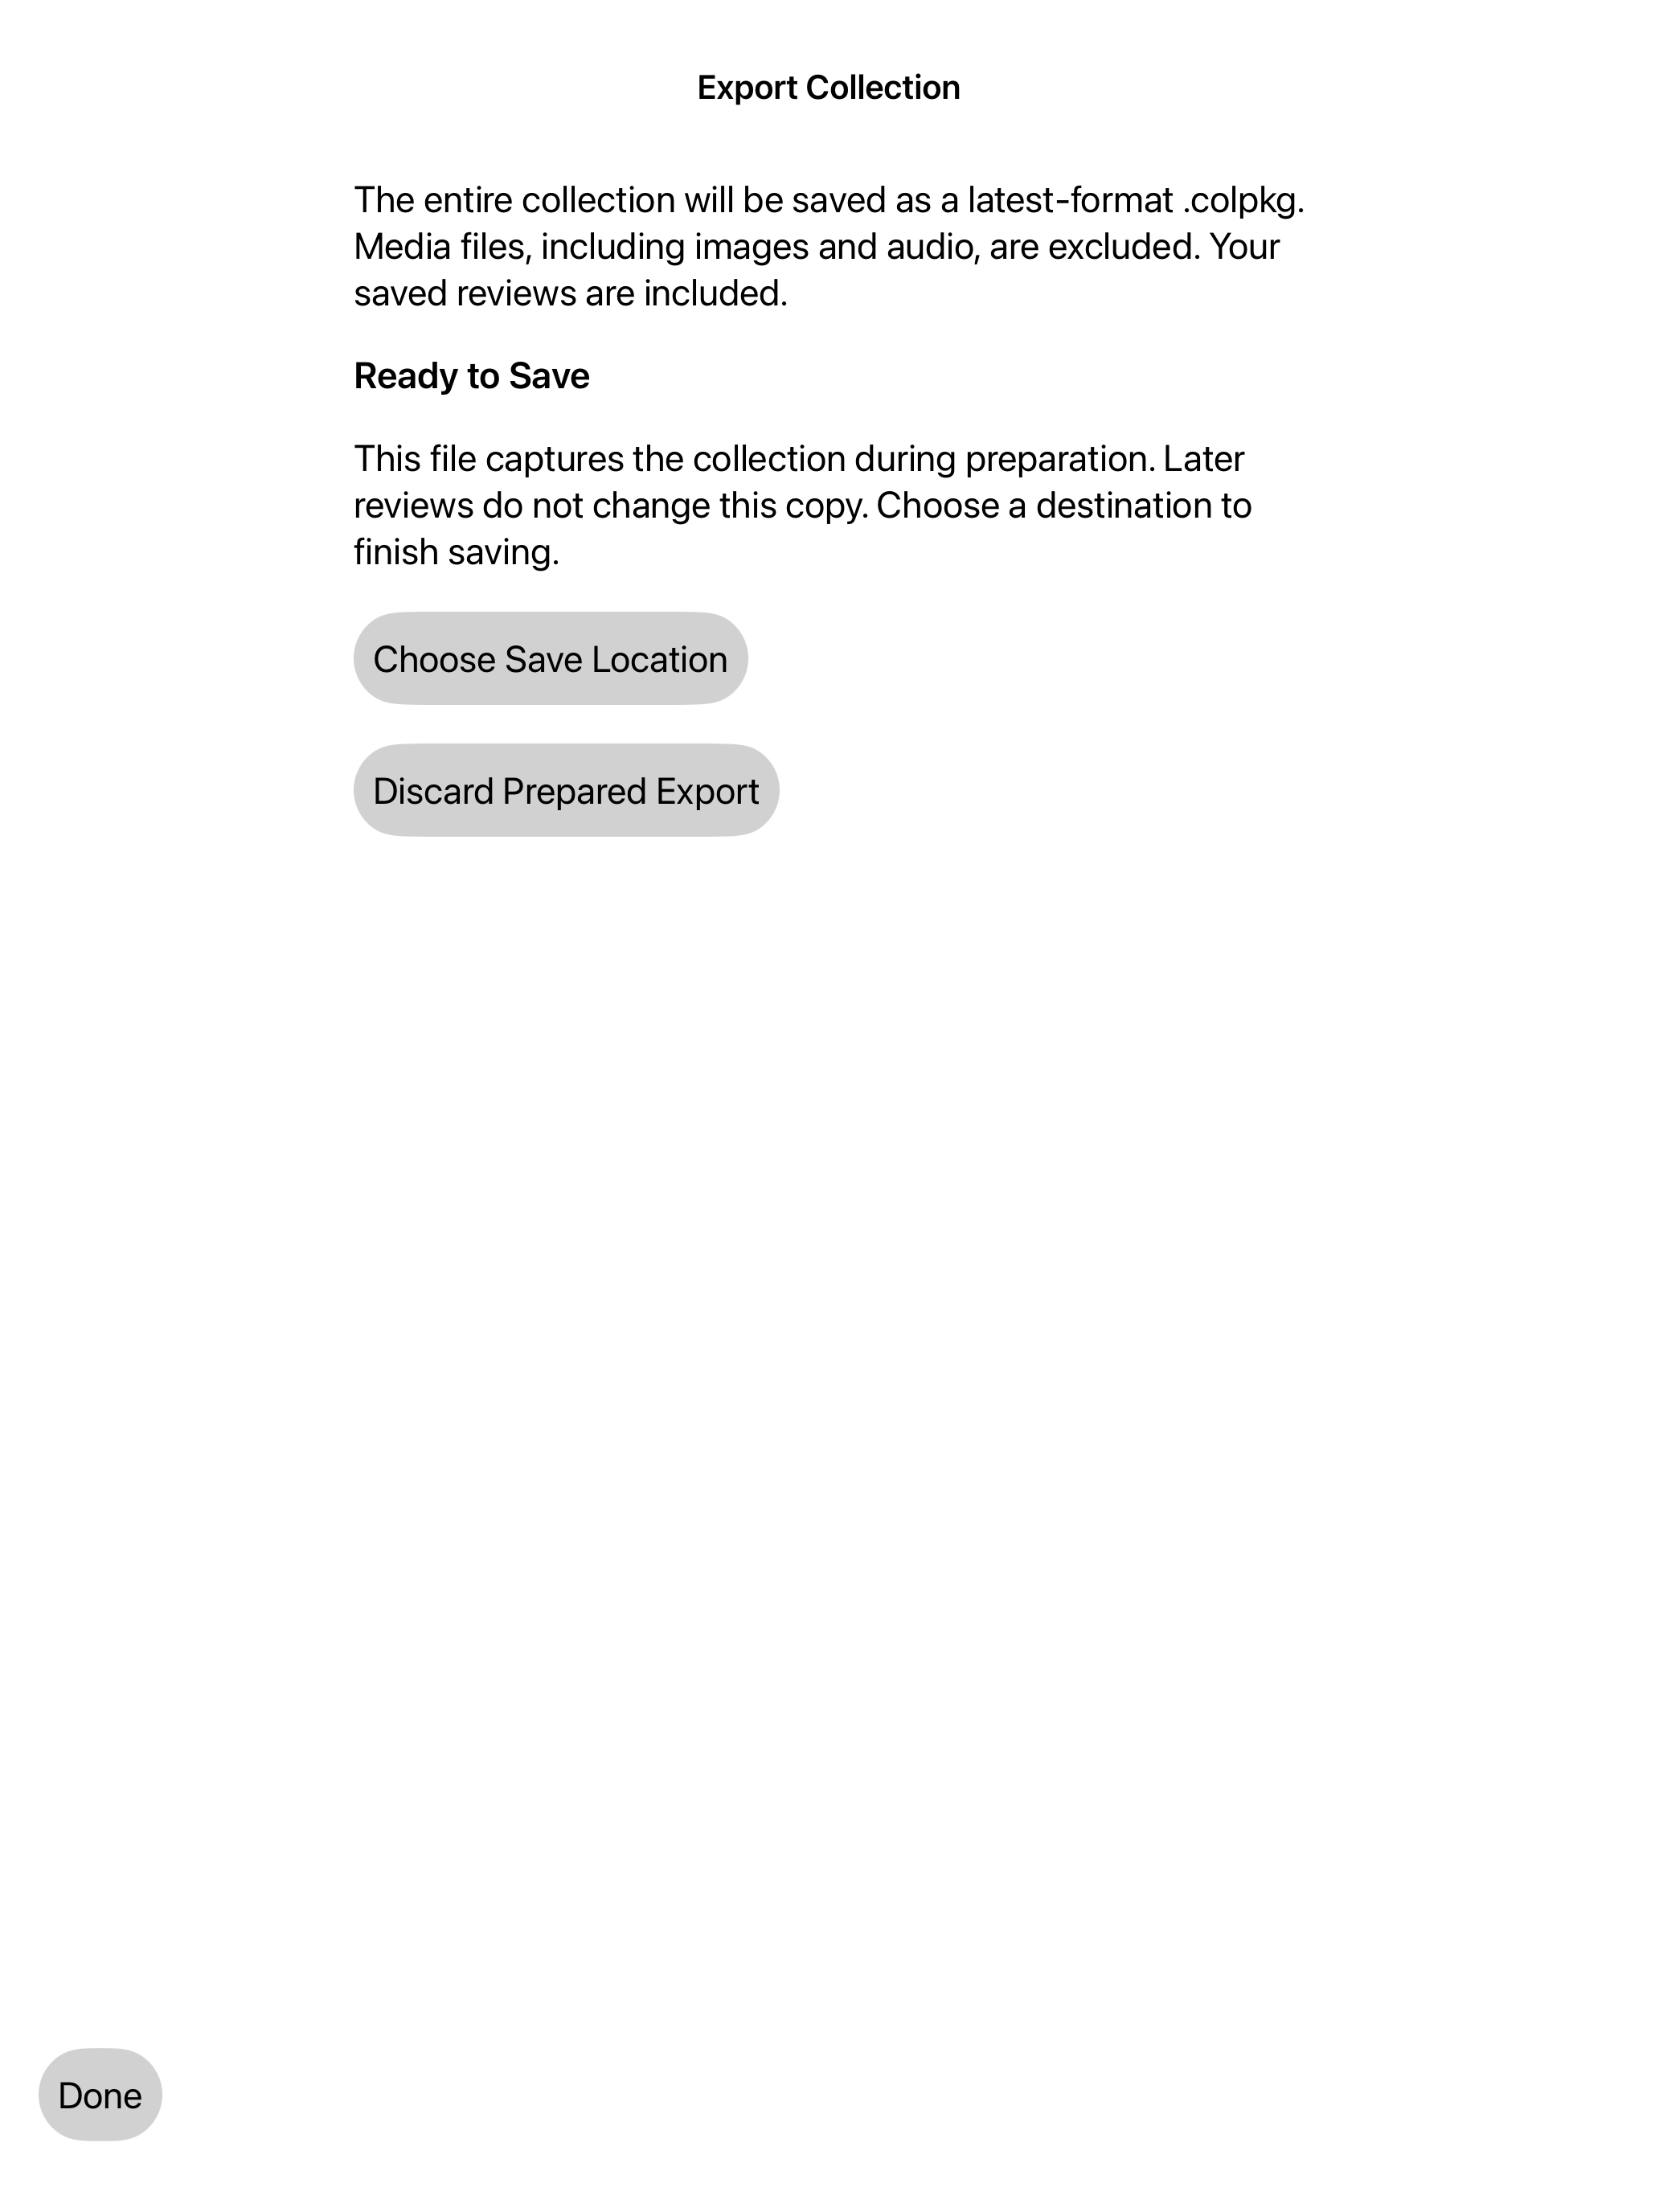 Export Collection
The entire collection will be saved as a latest-format .colpkg.
Media files, including images and audio, are excluded. Your
saved reviews are included.
Ready to Save
This file captures the collection during preparation. Later
reviews do not change this copy. Choose a destination to
finish saving.
Choose Save Location
Discard Prepared Export
Done